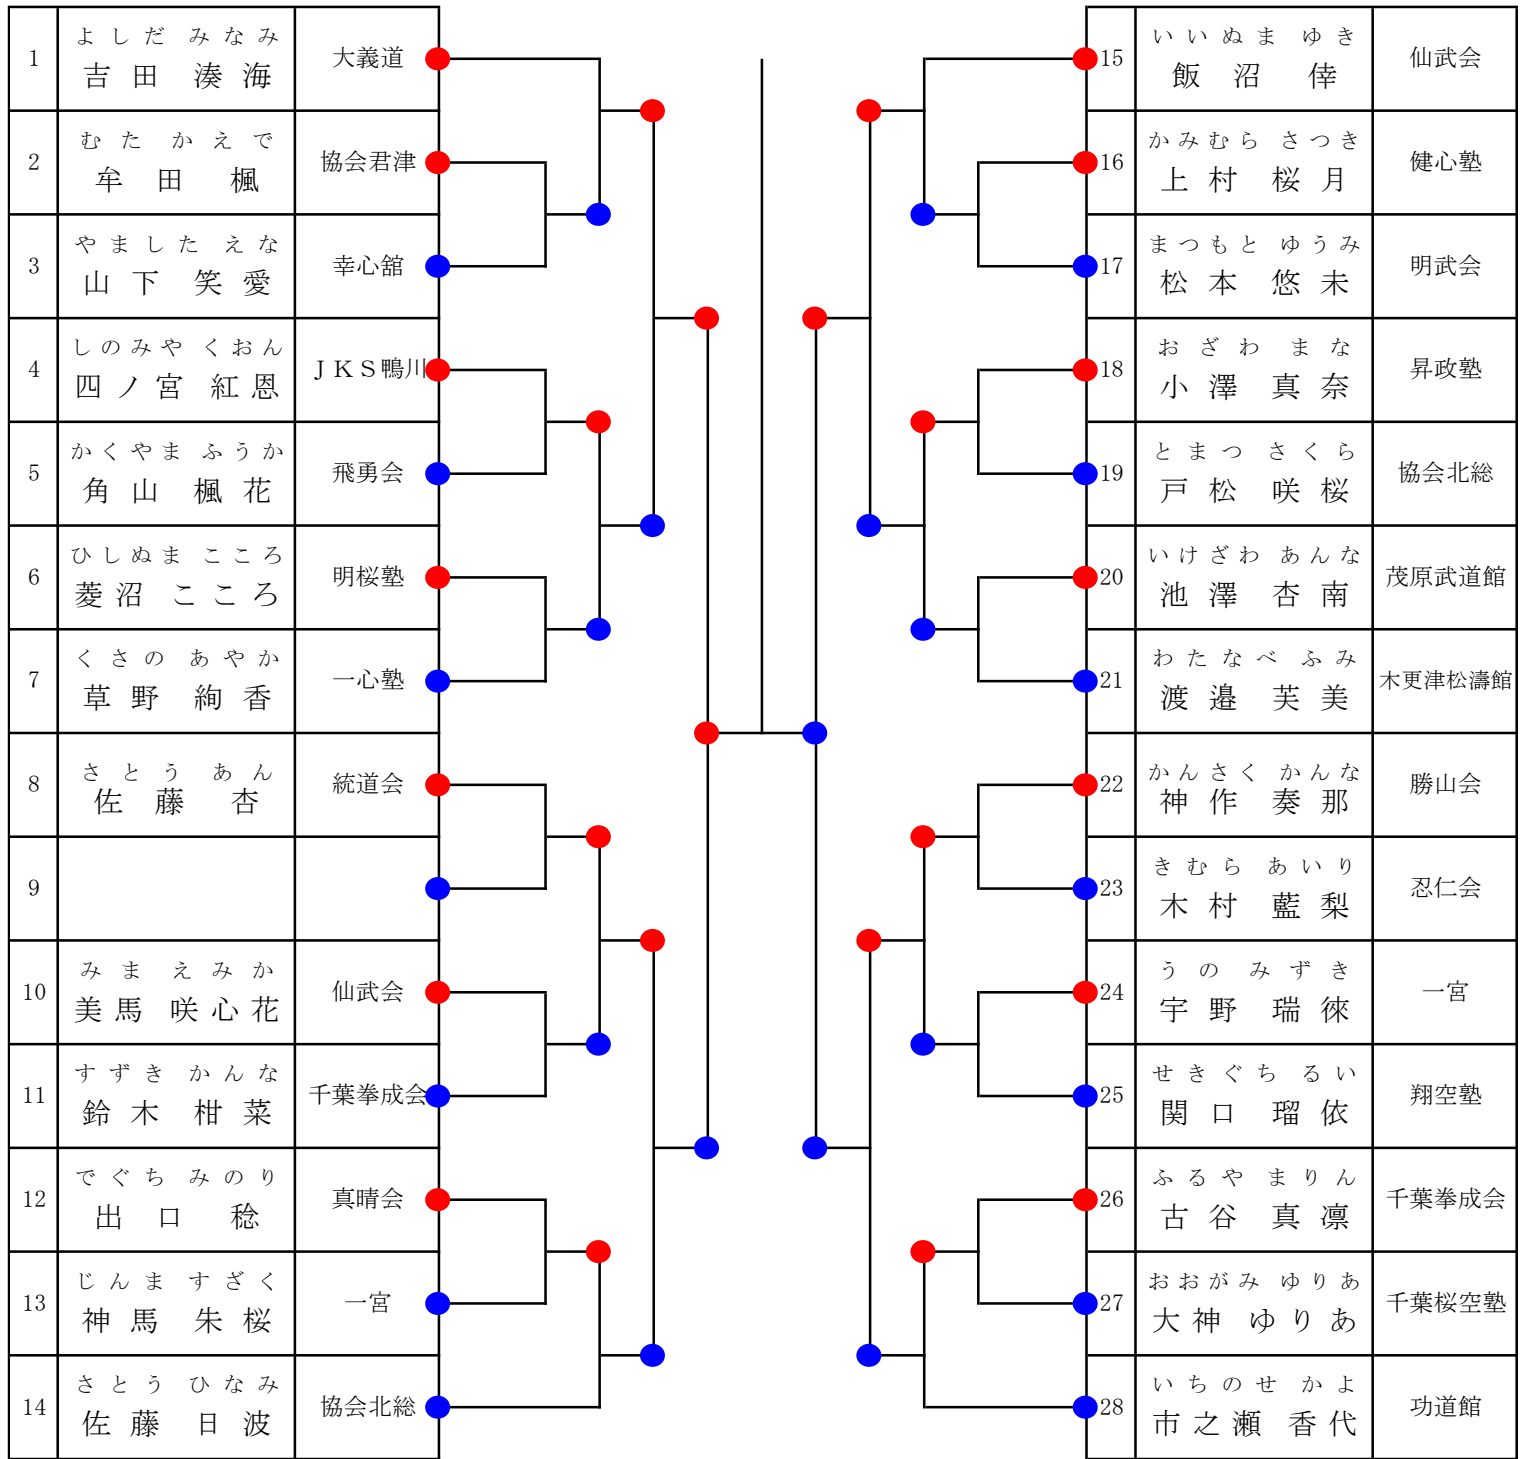 1
よしだ みなみ
吉田 湊海
大義道
2
むた かえで
牟田 楓
協会君津
3
やました えな
山下 笑愛
幸心舘
4
しのみや くおん
四ノ宮 紅恩
ＪＫＳ鴨川
5
かくやま ふうか
角山 楓花
飛勇会
6
ひしぬま こころ
菱沼 こころ
明桜塾
7
くさの あやか
草野 絢香
一心塾
8
さとう あん
佐藤 杏
統道会
9
10
みま えみか
美馬 咲心花
仙武会
11
すずき かんな
鈴木 柑菜
千葉拳成会
12
でぐち みのり
出口 稔
真晴会
13
じんま すざく
神馬 朱桜
一宮
14
さとう ひなみ
佐藤 日波
協会北総
15
いいぬま ゆき
飯沼 倖
仙武会
16
かみむら さつき
上村 桜月
健心塾
17
まつもと ゆうみ
松本 悠未
明武会
18
おざわ まな
小澤 真奈
昇政塾
19
とまつ さくら
戸松 咲桜
協会北総
20
いけざわ あんな
池澤 杏南
茂原武道館
21
わたなべ ふみ
渡邉 芙美
木更津松濤館
22
かんさく かんな
神作 奏那
勝山会
23
きむら あいり
木村 藍梨
忍仁会
24
うの みずき
宇野 瑞徠
一宮
25
せきぐち るい
関口 瑠依
翔空塾
26
ふるや まりん
古谷 真凛
千葉拳成会
27
おおがみ ゆりあ
大神 ゆりあ
千葉桜空塾
28
いちのせ かよ
市之瀬 香代
功道館